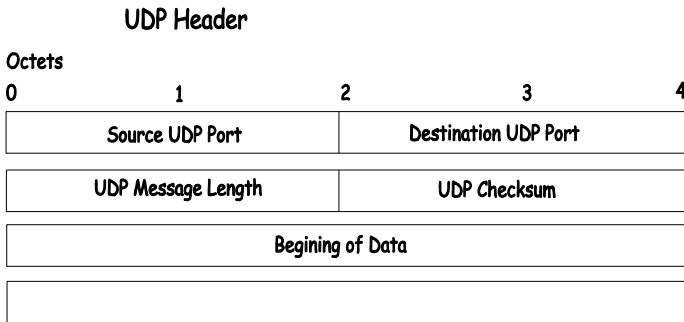 UDP Header
Octets
0 1 2 3 4
Source UDP Port Destination UDP Port
UDP Message Length UDP Checksum
Begining of Data